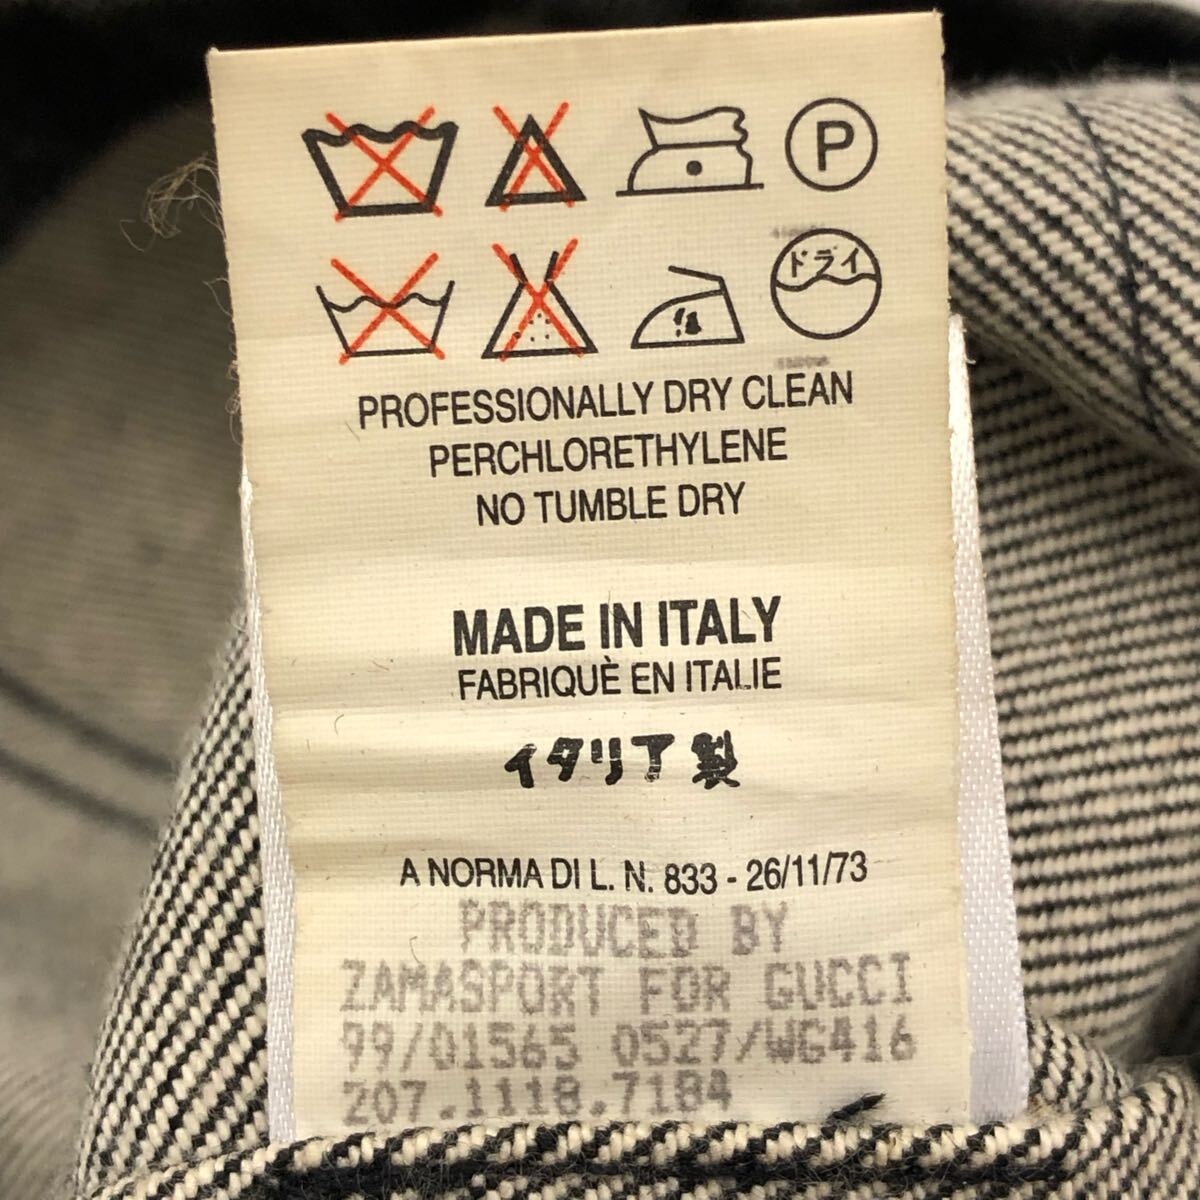 P
ドライ
PROFESSIONALLY DRY CLEAN
PERCHLORETHYLENE
NO TUMBLE DRY
MADE IN ITALY
FABRIQUÈ EN ITALIE
イタリア製
A NORMA DI L. N. 833 - 26/11/73
PRODUCED BY
ZAMASPORT FOR GUCCI
99/01565 0527/WG416
207.1118.7184